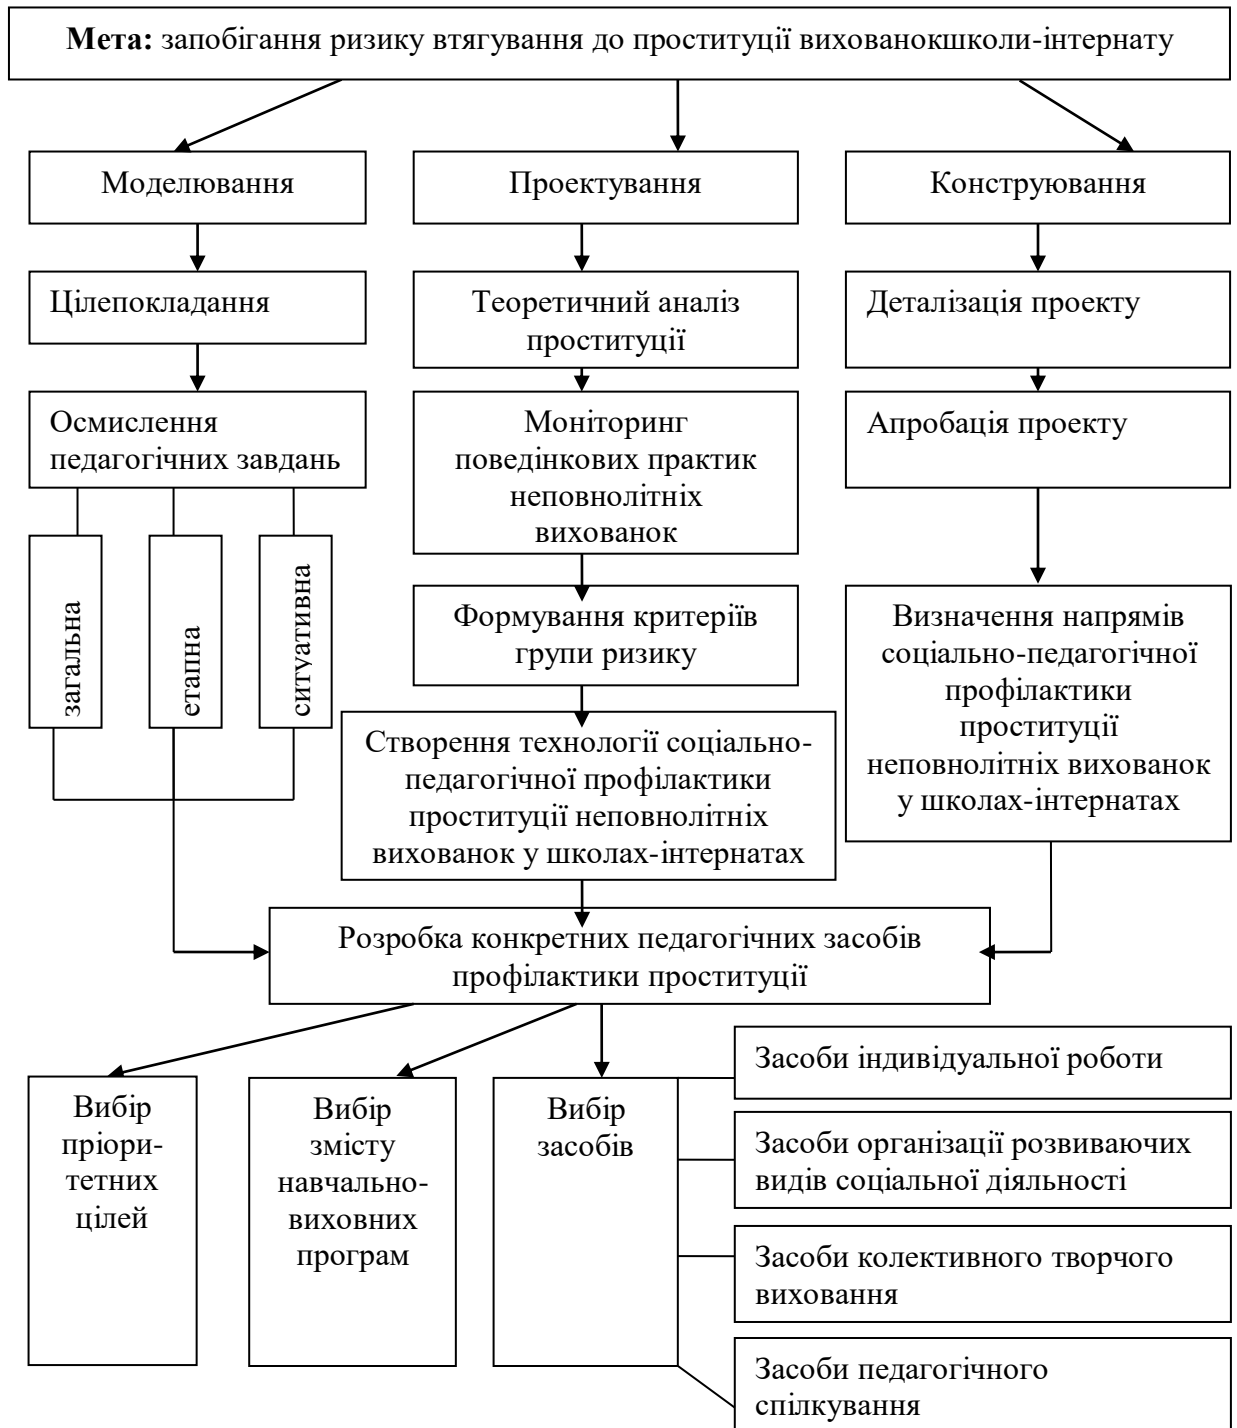 Мета: запобігання ризику втягування до проституції вихованокшколи-інтернату
Моделювання
Проектування
Конструювання
Цілепокладання
Теоретичний аналіз
проституції
Деталізація проекту
Осмислення
педагогічних завдань
Моніторинг
поведінкових практик
неповнолітніх
вихованок
Апробація проекту
загальна
етапна
ситуативна
Формування критеріїв
групи ризику
Визначення напрямів
соціально-педагогічної
профілактики
проституції
неповнолітніх вихованок
у школах-інтернатах
Створення технології соціально-
педагогічної профілактики
проституції неповнолітніх
вихованок у школах-інтернатах
Розробка конкретних педагогічних засобів
профілактики проституції
Вибір
пріори-
тетних
цілей
Вибір
змісту
навчально-
виховних
програм
Вибір
засобів
Засоби індивідуальної роботи
Засоби організації розвиваючих
видів соціальної діяльності
Засоби колективного творчого
виховання
Засоби педагогічного
спілкування